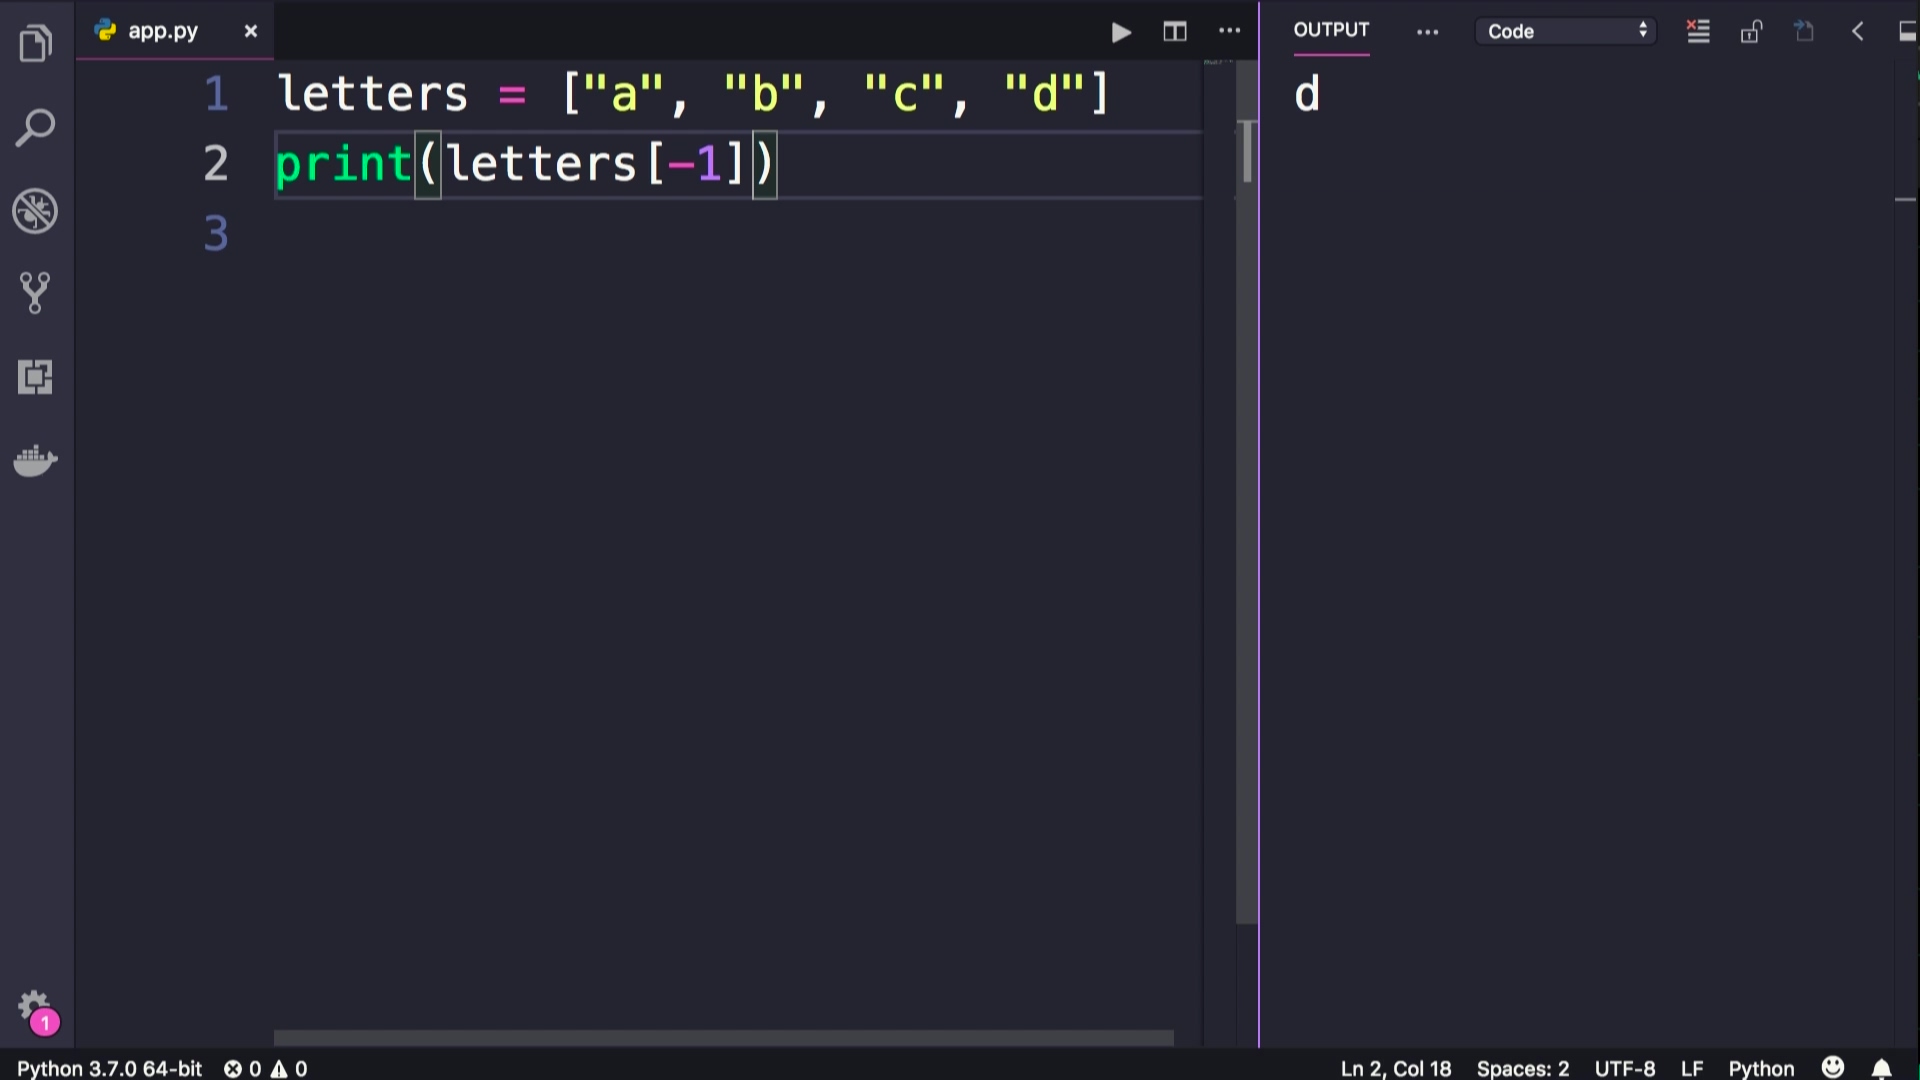 app.py ×
OUTPUT
Code
1 letters = ["a", "b", "c", "d"]
2 print(letters[-1])
3
d
1
Python 3.7.0 64-bit 0 0
Ln 2, Col 18 Spaces: 2 UTF-8 LF Python